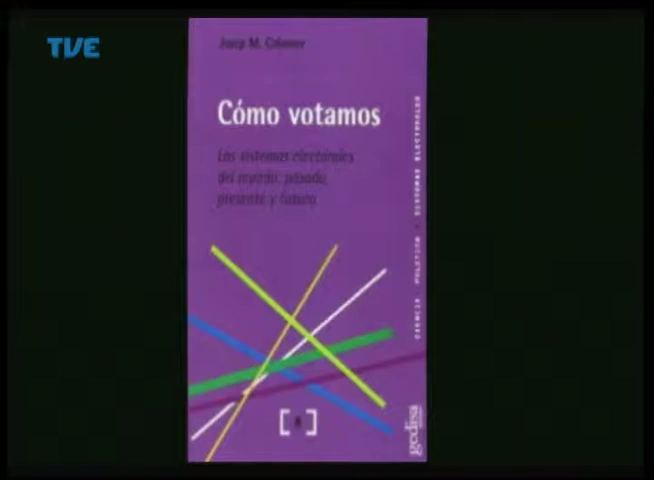 TVE
Josep M. Colomer
Cómo votamos
Los sistemas electorales
del mundo: pasado,
presente y futuro
CIENCIA POLÍTICA - SISTEMAS ELECTORALES
gedisa